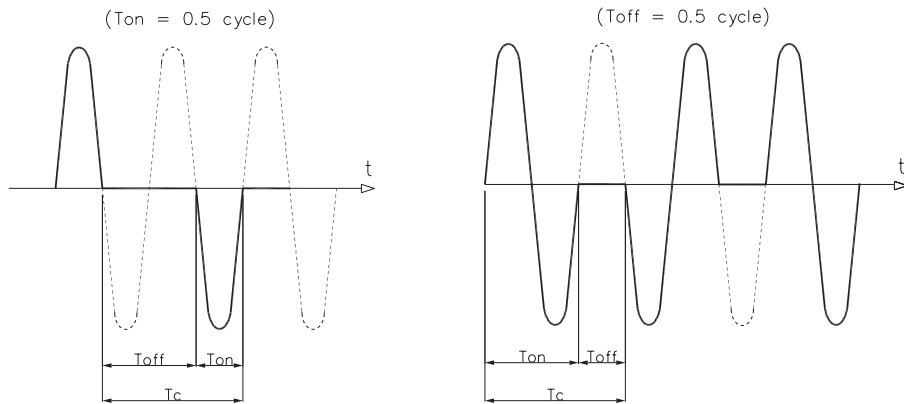 (Ton = 0.5 cycle)
t
Toff
Ton
Tc
(Toff = 0.5 cycle)
t
Ton
Toff
Tc